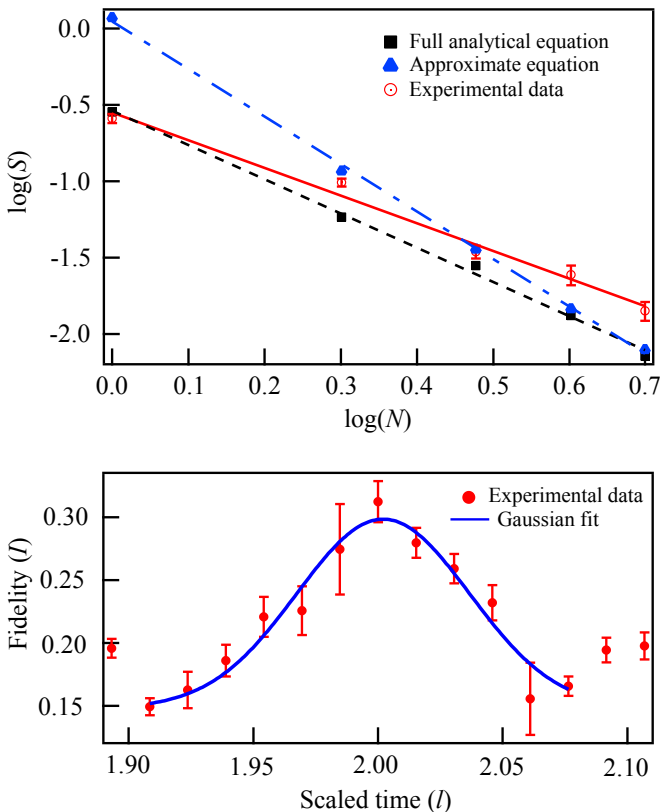 0.0
-0.5
-1.0
-1.5
-2.0
log(S)
Full analytical equation
Approximate equation
Experimental data
0.0 0.1 0.2 0.3 0.4 0.5 0.6 0.7
log(N)
0.30
0.25
0.20
0.15
Fidelity (l)
Experimental data
Gaussian fit
1.90 1.95 2.00 2.05 2.10
Scaled time (l)